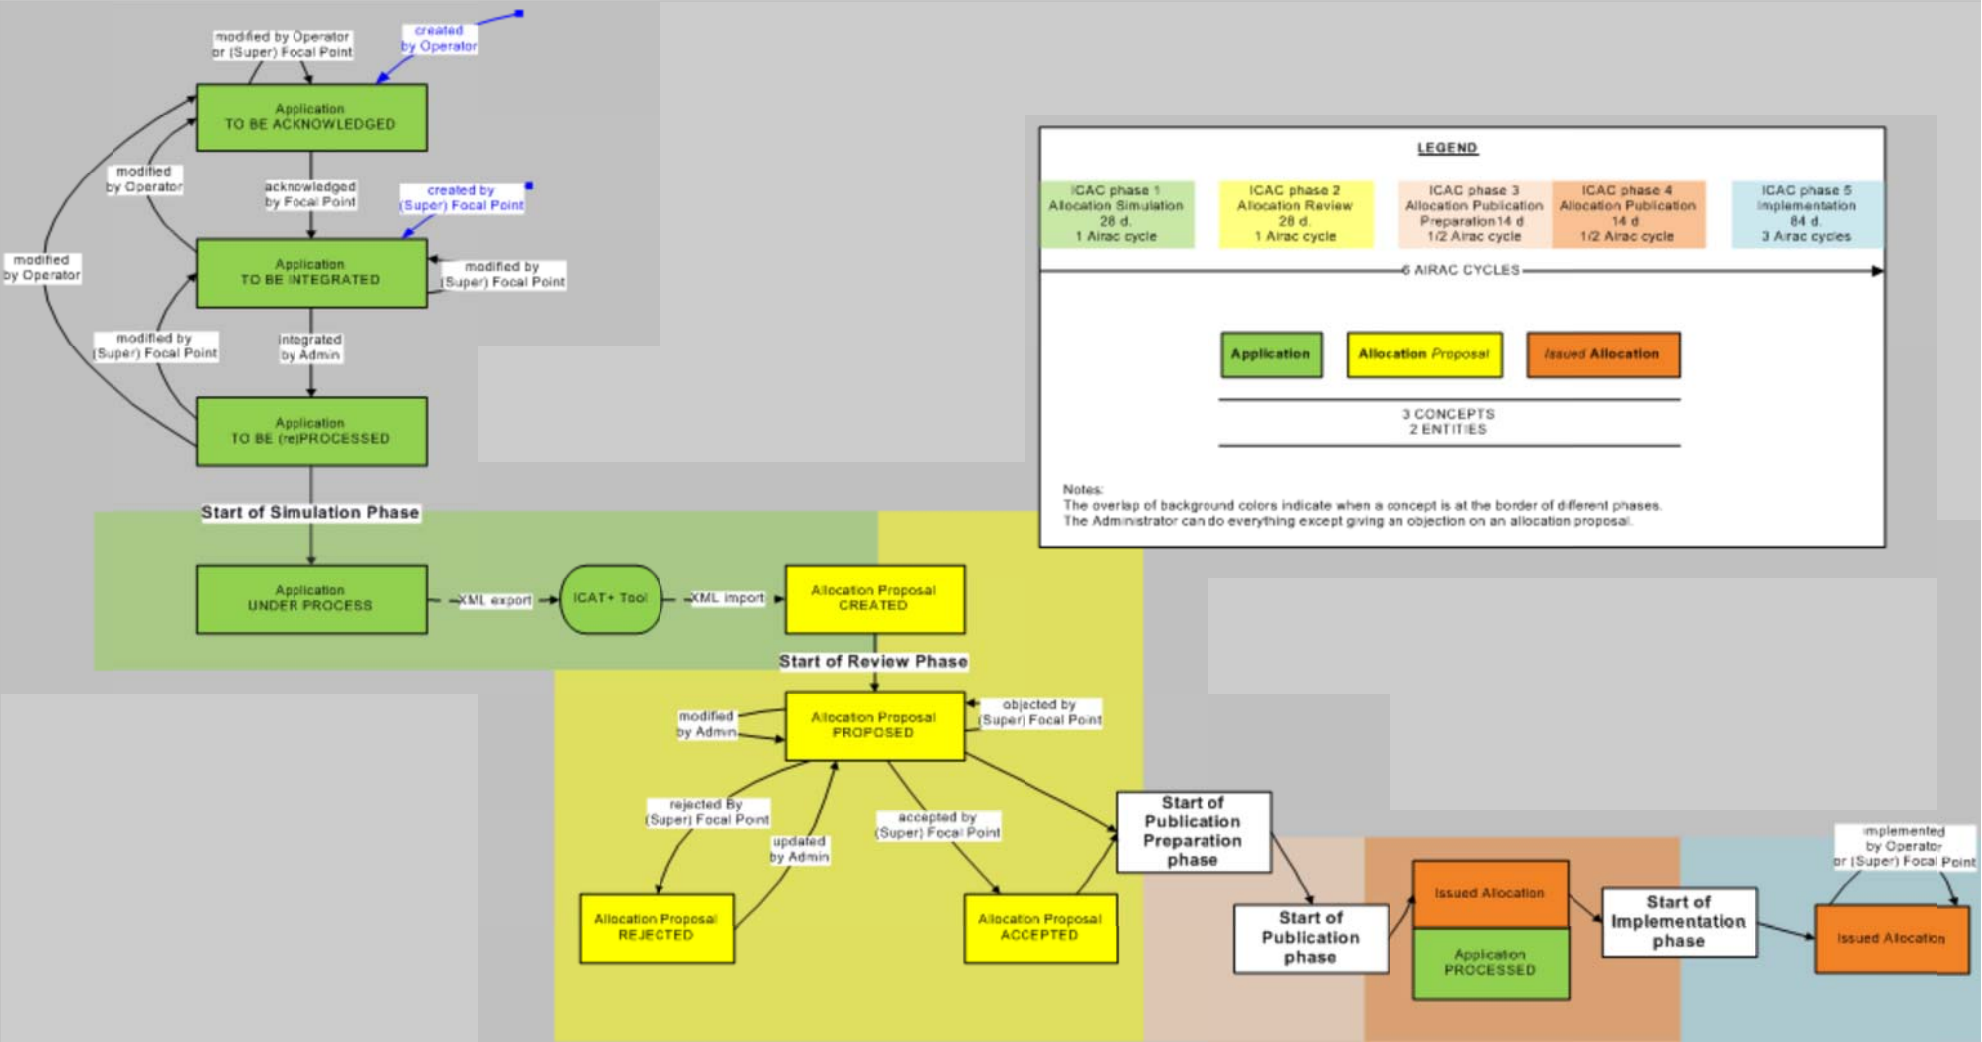 modified by Operator
or (Super) Focal Point
created
by Operator
Application
TO BE ACKNOWLEDGED
modified
by Operator
acknowledged
by Focal Point
created by
(Super) Focal Point
modified
by Operator
Application
TO BE INTEGRATED
modified by
(Super) Focal Point
modified by
(Super) Focal Point
integrated
by Admin
Application
TO BE (re)PROCESSED
Start of Simulation Phase
Application
UNDER PROCESS
XML export
ICAT+ Tool
XML import
Allocation Proposal
CREATED
Start of Review Phase
modified
by Admin
Allocation Proposal
PROPOSED
objected by
(Super) Focal Point
rejected By
(Super) Focal Point
updated
by Admin
accepted by
(Super) Focal Point
Allocation Proposal
REJECTED
Allocation Proposal
ACCEPTED
Start of
Publication
Preparation
phase
Start of
Publication
phase
Issued Allocation
Application
PROCESSED
Start of
Implementation
phase
implemented
by Operator
or (Super) Focal Point
Issued Allocation
LEGEND
ICAC phase 1
Allocation Simulation
28 d.
1 Airac cycle
ICAC phase 2
Allocation Review
28 d.
1 Airac cycle
ICAC phase 3
Allocation Publication
Preparation14 d
1/2 Airac cycle
ICAC phase 4
Allocation Publication
14 d
1/2 Airac cycle
ICAC phase 5
Implementation
84 d.
3 Airac cycles
6 AIRAC CYCLES
Application
Allocation Proposal
Issued Allocation
3 CONCEPTS
2 ENTITIES
Notes:
The overlap of background colors indicate when a concept is at the border of different phases.
The Administrator can do everything except giving an objection on an allocation proposal.